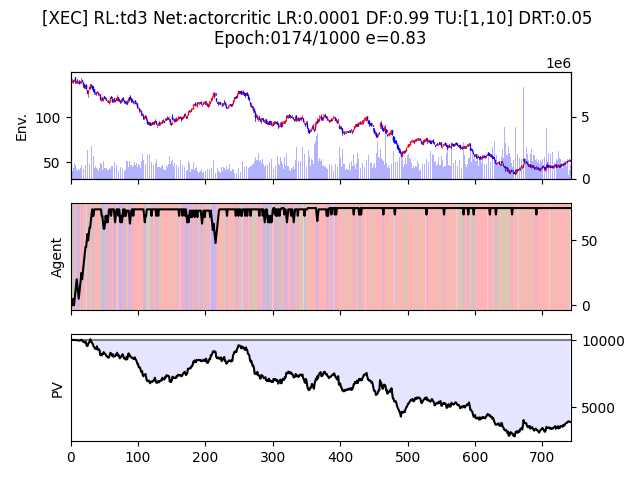 [XEC] RL:td3 Net:actorcritic LR:0.0001 DF:0.99 TU:[1,10] DRT:0.05
Epoch:0174/1000 e=0.83
1e6
Env.
100
50
5
0
Agent
50
0
PV
10000
5000
0 100 200 300 400 500 600 700